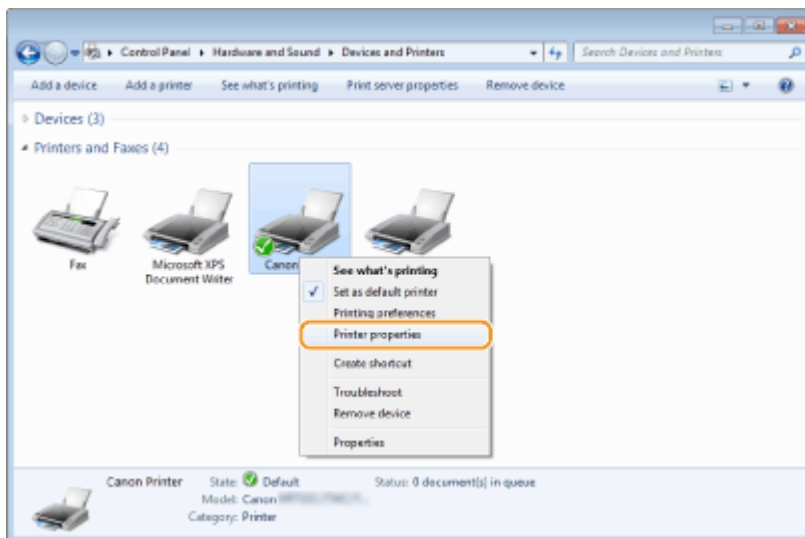 Control Panel ▸ Hardware and Sound ▸ Devices and Printers
Search Devices and Printers
Add a device Add a printer See what's printing Print server properties Remove device
Devices (3)
Printers and Faxes (4)
Fax
Microsoft XPS
Document Writer
Canon
See what's printing
Set as default printer
Printing preferences
Printer properties
Create shortcut
Troubleshoot
Remove device
Properties
Canon Printer State: Default Status: 0 document(s) in queue
Model: Canon
Category: Printer